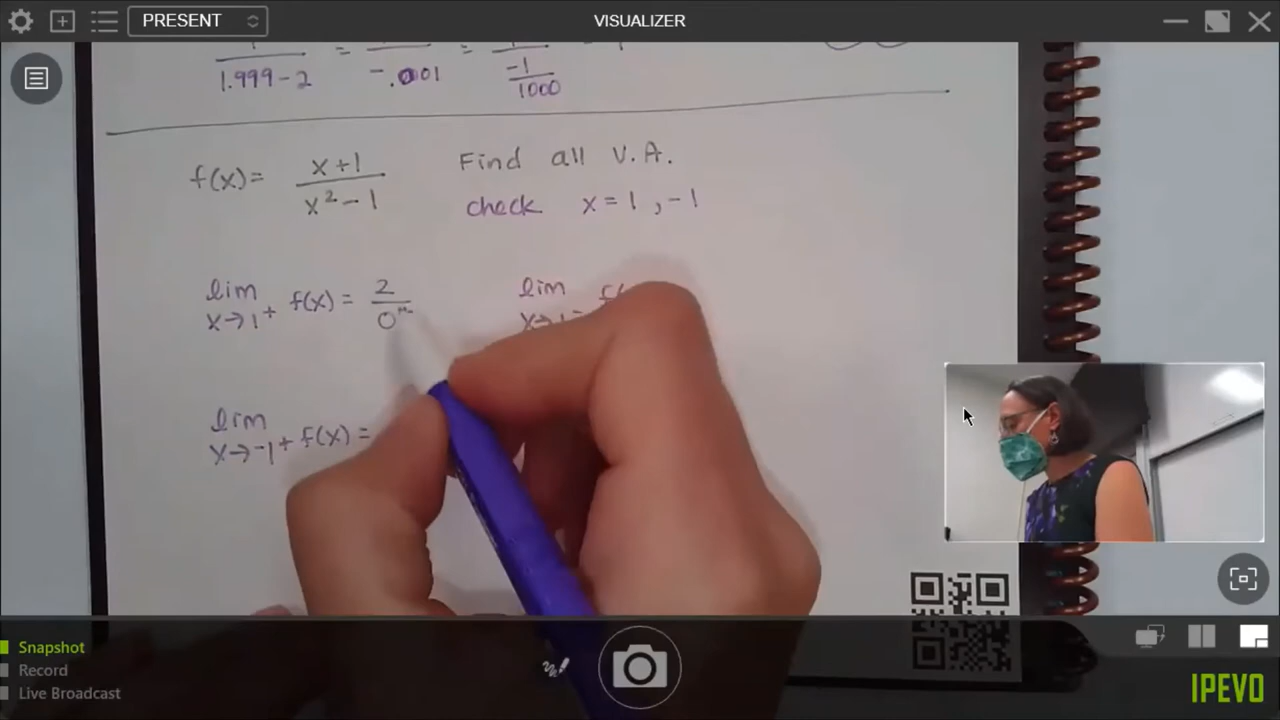 PRESENT
VISUALIZER
1.999-2 = -.001 = -1/1000
f(x)= x+1/x²-1 Find all V.A.
check x=1,-1
lim x→1+ f(x) = 2/0 lim x→1-
lim x→-1+ f(x) =
Snapshot
Record
Live Broadcast
IPEVO